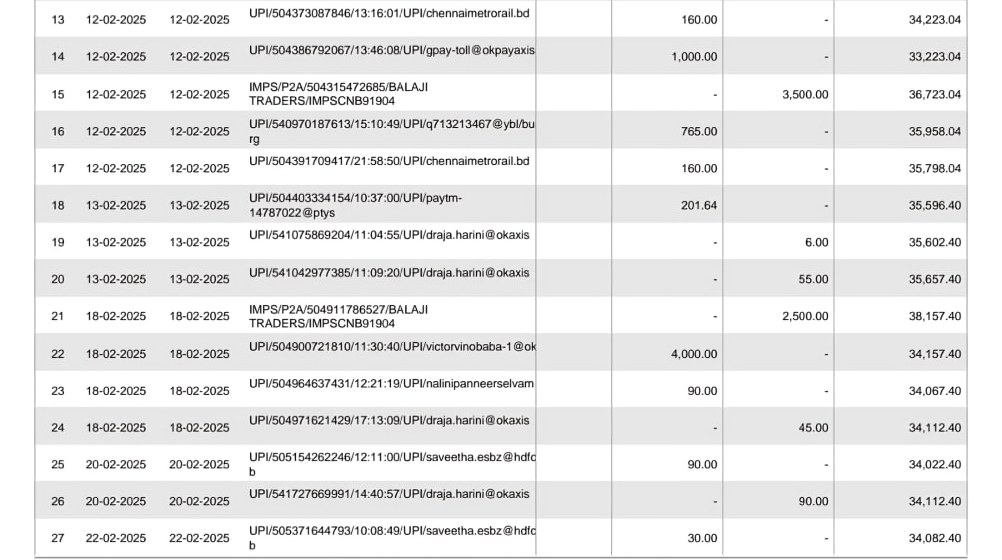 13 12-02-2025 12-02-2025 UPI/504373087846/13:16:01/UPI/chennaimetrorail.bd 160.00 - 34,223.04
14 12-02-2025 12-02-2025 UPI/504386792067/13:46:08/UPI/gpay-toll@okpayaxis 1,000.00 - 33,223.04
15 12-02-2025 12-02-2025 IMPS/P2A/504315472685/BALAJI - 3,500.00 36,723.04
TRADERS/IMPSCNB91904
16 12-02-2025 12-02-2025 UPI/540970187613/15:10:49/UPI/q713213467@ybl/bu 765.00 - 35,958.04
rg
17 12-02-2025 12-02-2025 UPI/504391709417/21:58:50/UPI/chennaimetrorail.bd 160.00 - 35,798.04
18 13-02-2025 13-02-2025 UPI/504403334154/10:37:00/UPI/paytm- 201.64 - 35,596.40
14787022@ptys
19 13-02-2025 13-02-2025 UPI/541075869204/11:04:55/UPI/draja.harini@okaxis - 6.00 35,602.40
20 13-02-2025 13-02-2025 UPI/541042977385/11:09:20/UPI/draja.harini@okaxis - 55.00 35,657.40
21 18-02-2025 18-02-2025 IMPS/P2A/504911786527/BALAJI - 2,500.00 38,157.40
TRADERS/IMPSCNB91904
22 18-02-2025 18-02-2025 UPI/504900721810/11:30:40/UPI/victorvinobaba-1@ok 4,000.00 - 34,157.40
23 18-02-2025 18-02-2025 UPI/504964637431/12:21:19/UPI/nalinipanneerselvam 90.00 - 34,067.40
24 18-02-2025 18-02-2025 UPI/504971621429/17:13:09/UPI/draja.harini@okaxis - 45.00 34,112.40
25 20-02-2025 20-02-2025 UPI/505154262246/12:11:00/UPI/saveetha.esbz@hdfc 90.00 - 34,022.40
b
26 20-02-2025 20-02-2025 UPI/541727669991/14:40:57/UPI/draja.harini@okaxis - 90.00 34,112.40
27 22-02-2025 22-02-2025 UPI/505371644793/10:08:49/UPI/saveetha.esbz@hdfc 30.00 - 34,082.40
b